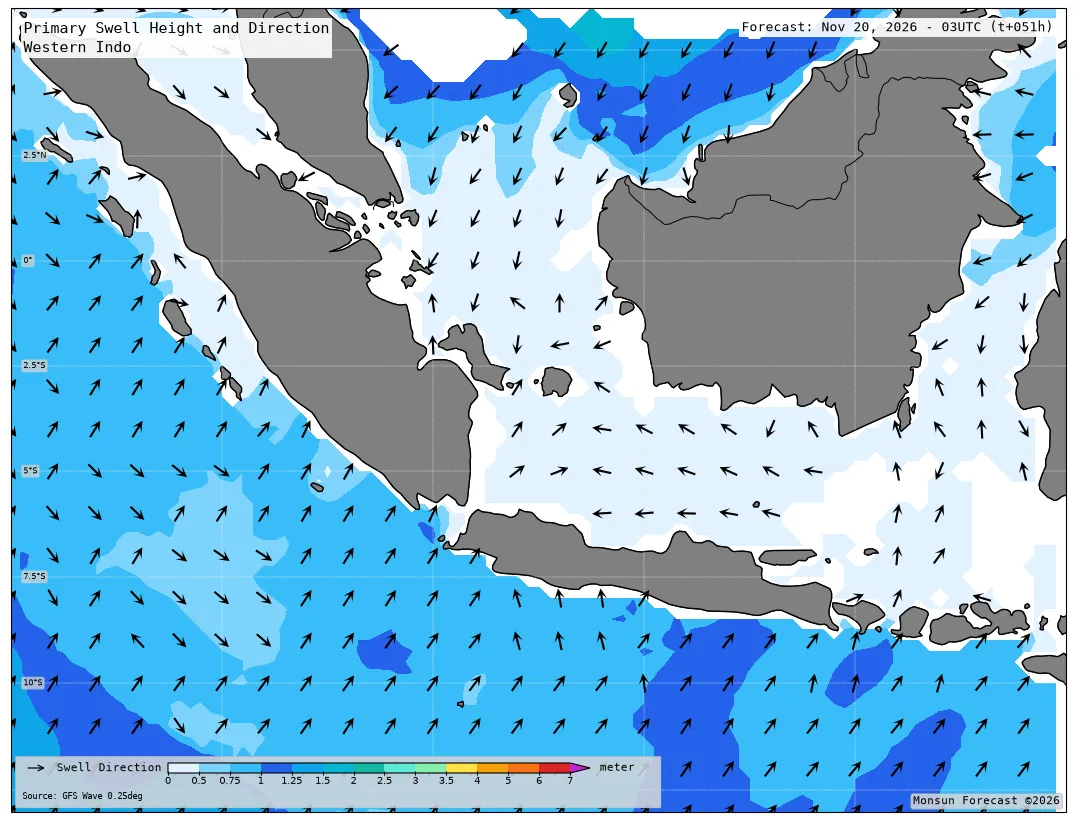 Primary Swell Height and Direction
Western Indo
Forecast: Nov 20, 2026 - 03UTC (t+051h)
2.5°N
0°
2.5°S
5°S
7.5°S
10°S
Swell Direction
meter
0 0.5 0.75 1 1.25 1.5 2 2.5 3 3.5 4 5 6 7
Source: GFS Wave 0.25deg
Monsun Forecast ©2026